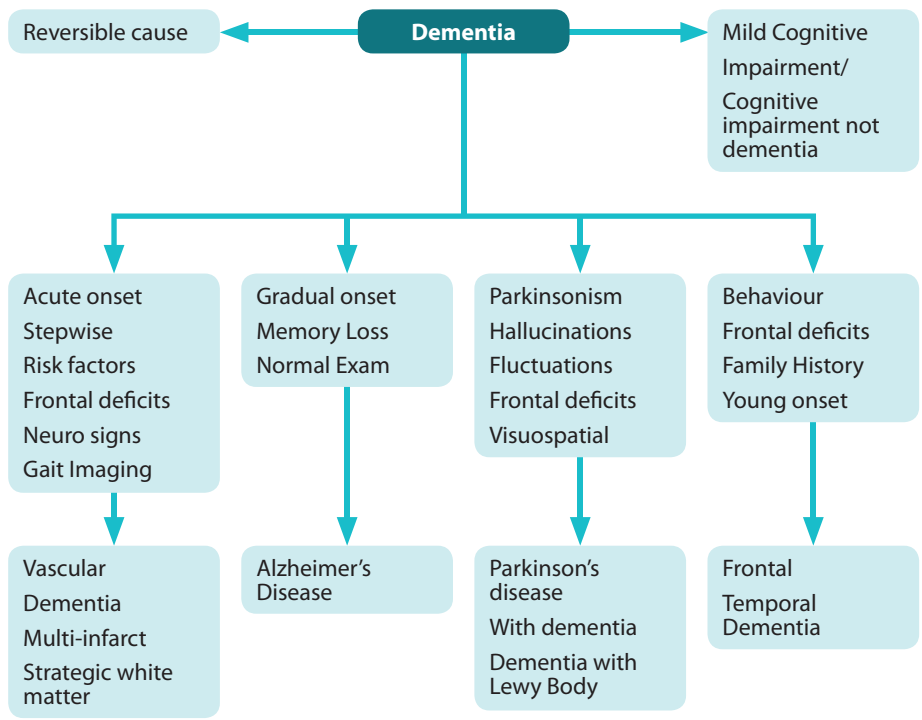 Reversible cause
Dementia
Mild Cognitive
Impairment/
Cognitive
impairment not
dementia
Acute onset
Stepwise
Risk factors
Frontal deficits
Neuro signs
Gait Imaging
Gradual onset
Memory Loss
Normal Exam
Parkinsonism
Hallucinations
Fluctuations
Frontal deficits
Visuospatial
Behaviour
Frontal deficits
Family History
Young onset
Vascular
Dementia
Multi-infarct
Strategic white
matter
Alzheimer's
Disease
Parkinson's
disease
With dementia
Dementia with
Lewy Body
Frontal
Temporal
Dementia